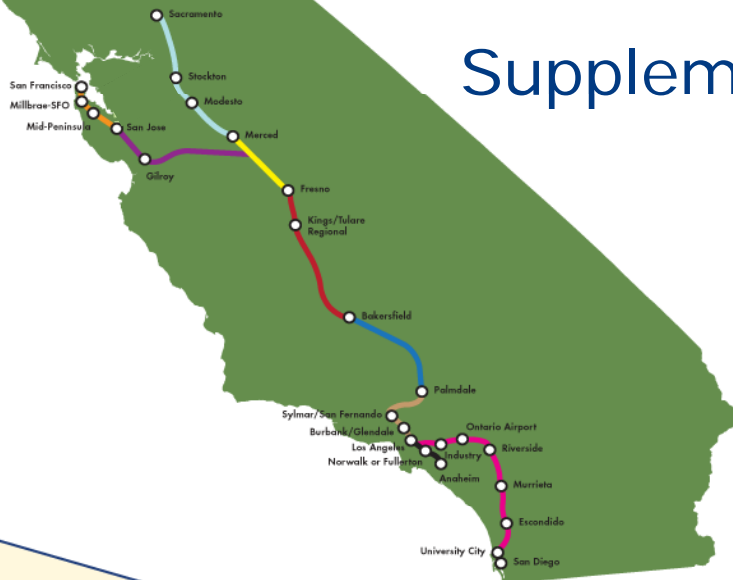 Supplem
Sacramento
Stockton
San Francisco
Modesto
Millbrae-SFO
Mid-Peninsula
San Jose
Merced
Gilroy
Fresno
Kings/Tulare
Regional
Bakersfield
Palmdale
Sylmar/San Fernando
Burbank/Glendale
Ontario Airport
Los Angeles
Riverside
Industry
Norwalk or Fullerton
Anaheim
Murrieta
Escondido
University City
San Diego